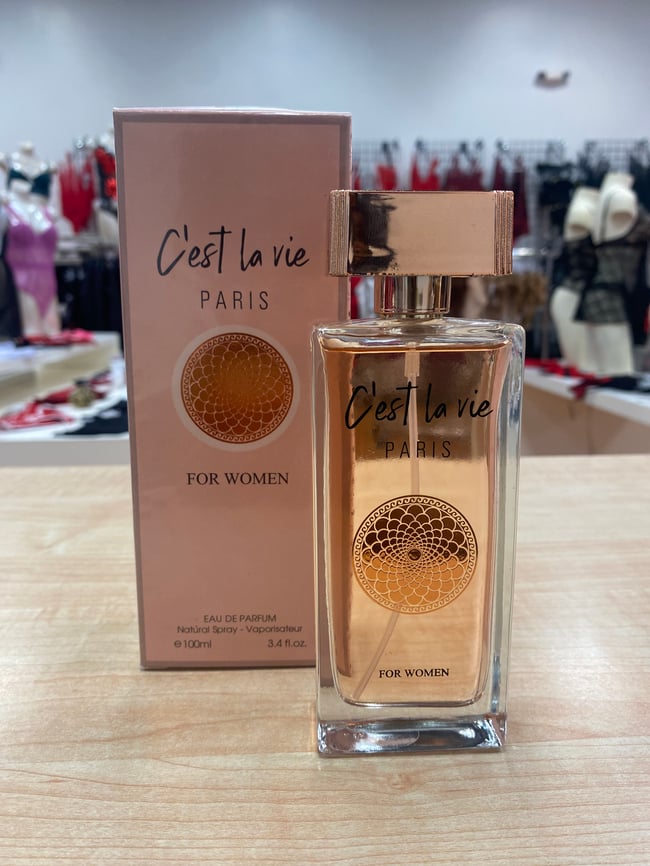 C'est la vie
PARIS
FOR WOMEN
EAU DE PARFUM
Natural Spray - Vaporisateur
e100ml 3.4 fl.oz.
C'est la vie
PARIS
FOR WOMEN